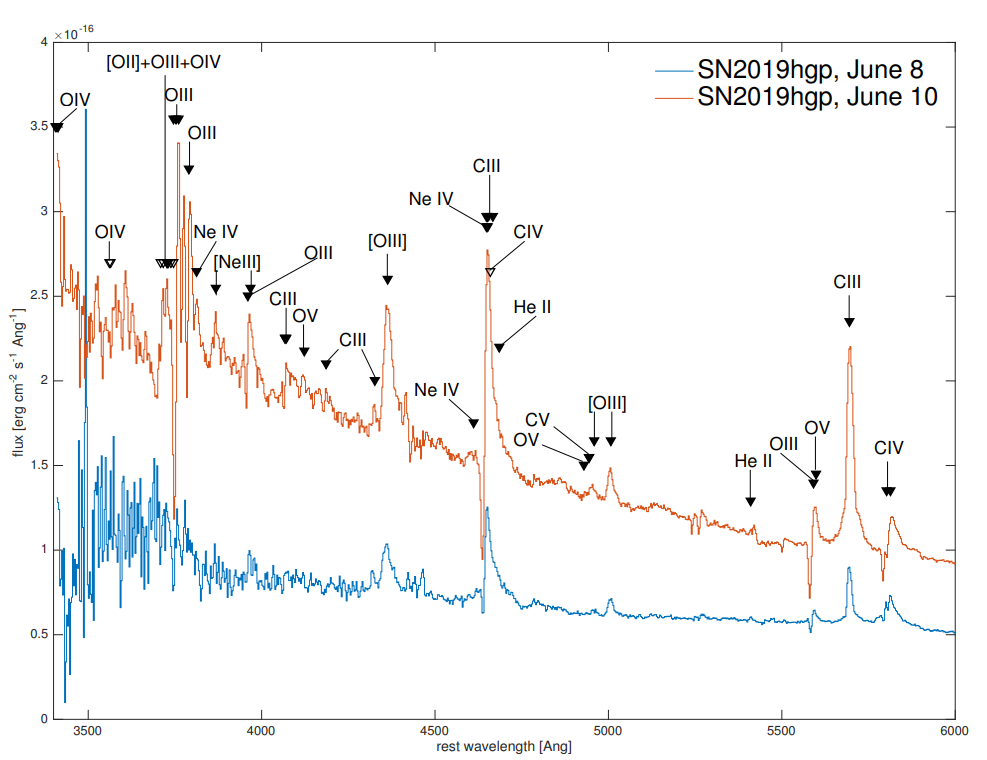 4 ×10⁻¹⁶
[OII]+OIII+OIV
SN2019hgp, June 8
SN2019hgp, June 10
OIV
OIII
3.5
OIII
CIII
Ne IV
3
OIV
Ne IV
CIV
[OIII]
OIII
[NeIII]
2.5
CIII
CIII
OV
He II
CIII
flux [erg cm⁻² s⁻¹ Ang⁻¹]
2
Ne IV
[OIII]
CV
OV
OV
OIII
CIV
He II
1.5
1
0.5
0
3500 4000 4500 5000 5500 6000
rest wavelength [Ang]